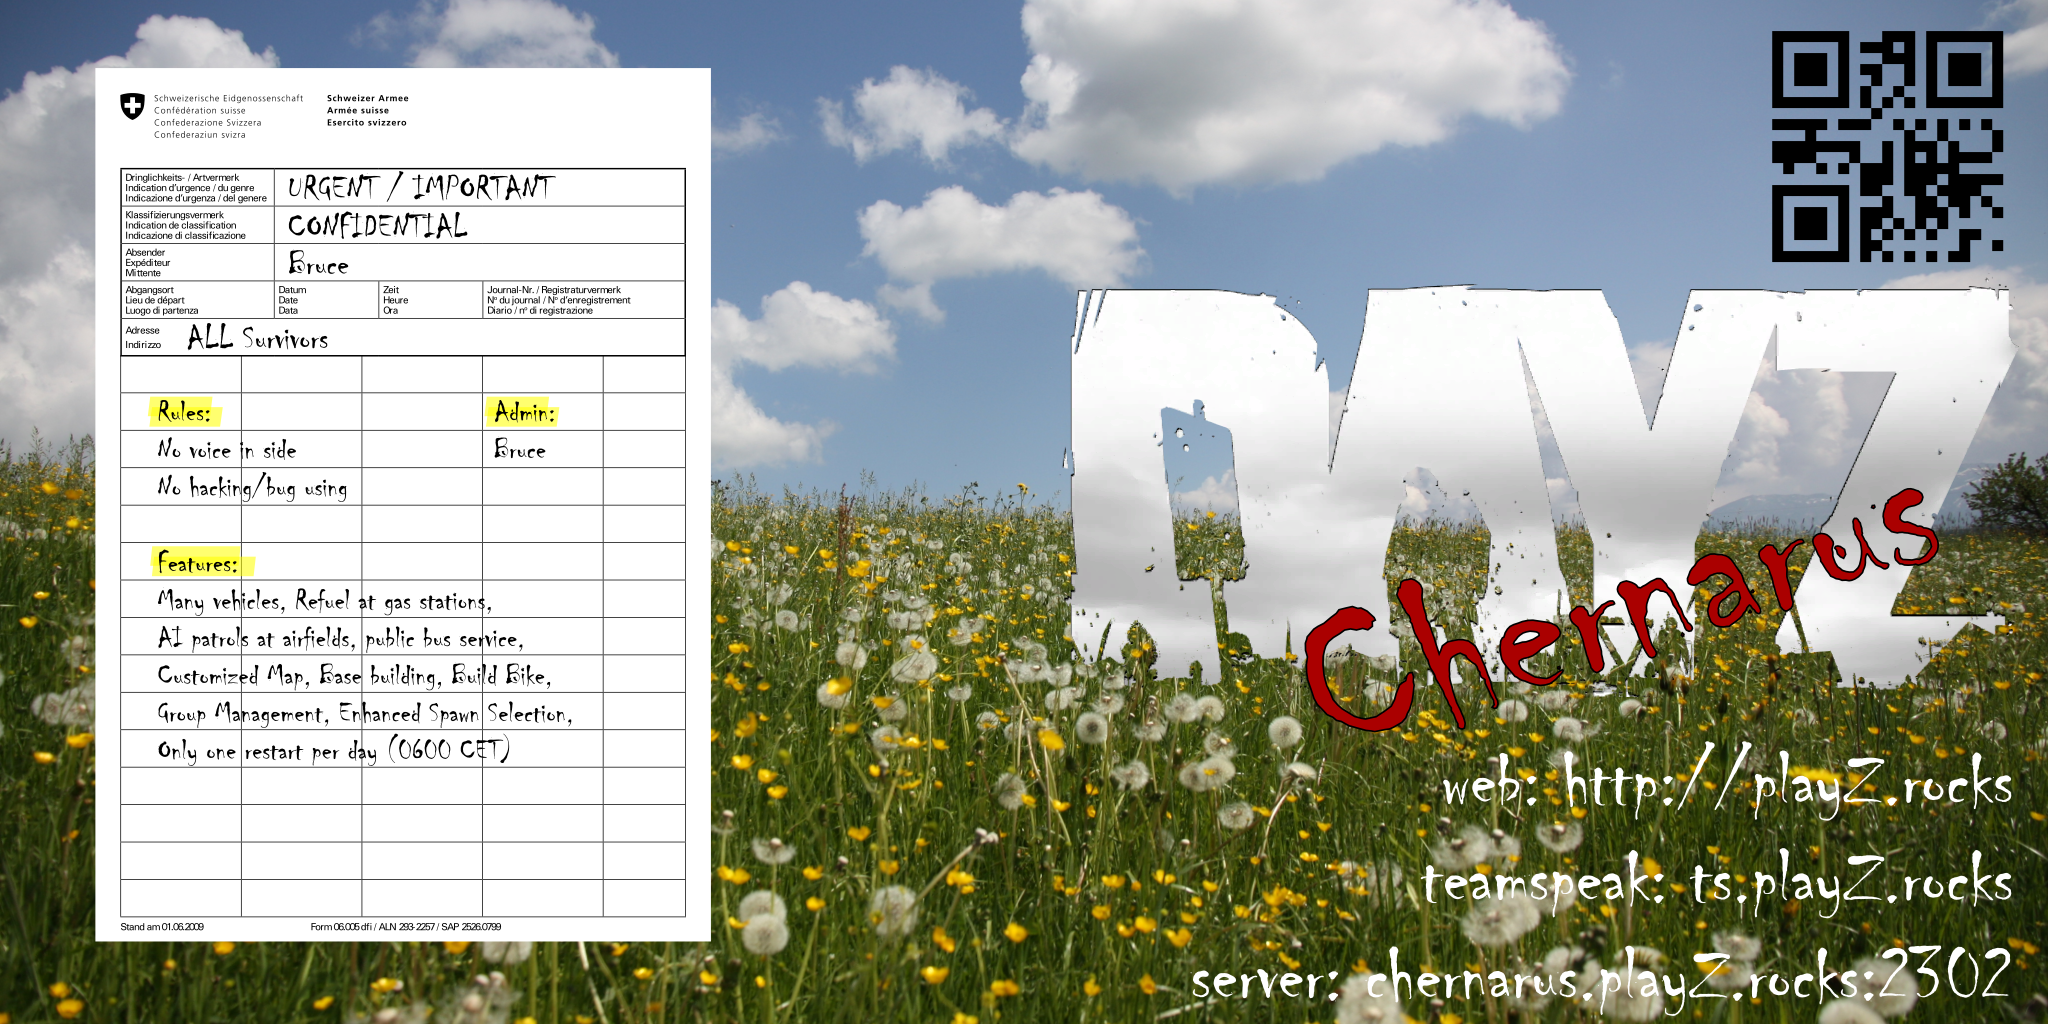 Schweizerische Eidgenossenschaft
Confédération suisse
Confederazione Svizzera
Confederaziun svizra
Schweizer Armee
Armée suisse
Esercito svizzero
Dringlichkeits- / Artvermerk
Indication d'urgence / du genre
Indicazione d'urgenza / del genere
URGENT / IMPORTANT
Klassifizierungsvermerk
Indication de classification
Indicazione di classificazione
CONFIDENTIAL
Absender
Expéditeur
Mittente
Bruce
Abgangsort
Lieu de départ
Luogo di partenza
Datum
Date
Data
Zeit
Heure
Ora
Journal-Nr. / Registraturvermerk
N° du journal / N° d'enregistrement
Diario / n° di registrazione
Adresse
Indirizzo
ALL Survivors
Rules:
No voice in side
No hacking/bug using
Admin:
Bruce
Features:
Many vehicles, Refuel at gas stations,
AI patrols at airfields, public bus service,
Customized Map, Base building, Build Bike,
Group Management, Enhanced Spawn Selection,
Only one restart per day (0600 CET)
Stand am 01.06.2009
Form 06.005 dfi / ALN 293-2257 / SAP 2526.0799
DAYZ
Chernarus
web: http://playZ.rocks
teamspeak: ts.playZ.rocks
server: chernarus.playZ.rocks:2302